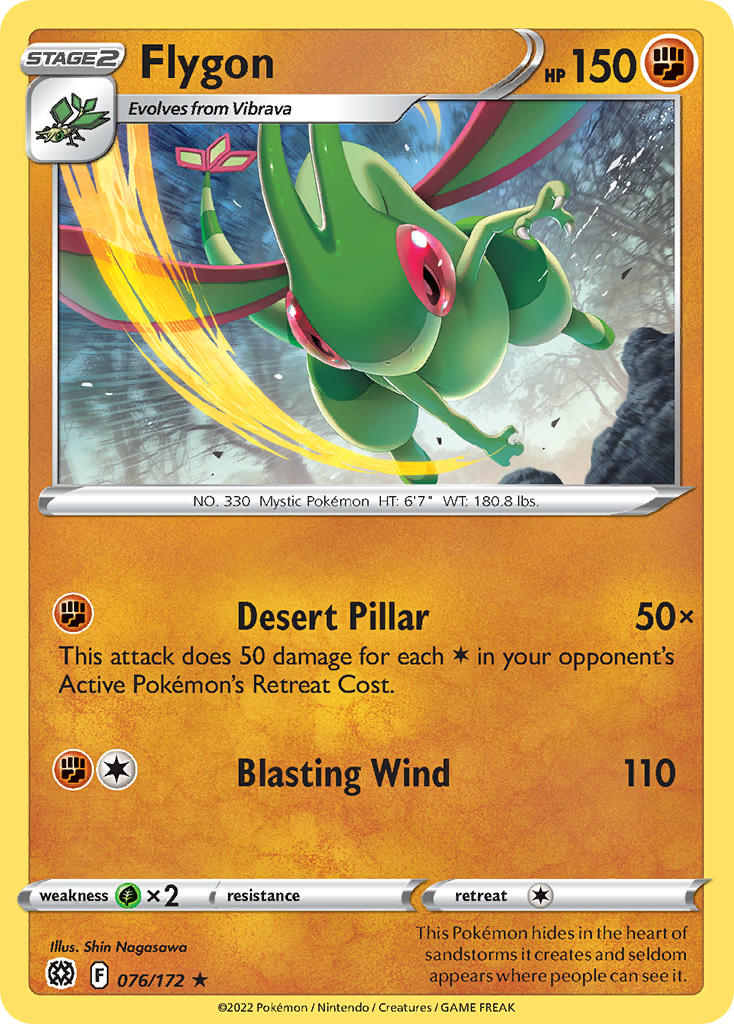 STAGE2 Flygon HP 150
Evolves from Vibrava
NO. 330 Mystic Pokémon HT: 6'7" WT: 180.8 lbs.
Desert Pillar 50×
This attack does 50 damage for each in your opponent's
Active Pokémon's Retreat Cost.
Blasting Wind 110
weakness ×2 resistance retreat
Illus. Shin Nagasawa
This Pokémon hides in the heart of
sandstorms it creates and seldom
appears where people can see it.
F 076/172 ★
©2022 Pokémon / Nintendo / Creatures / GAME FREAK